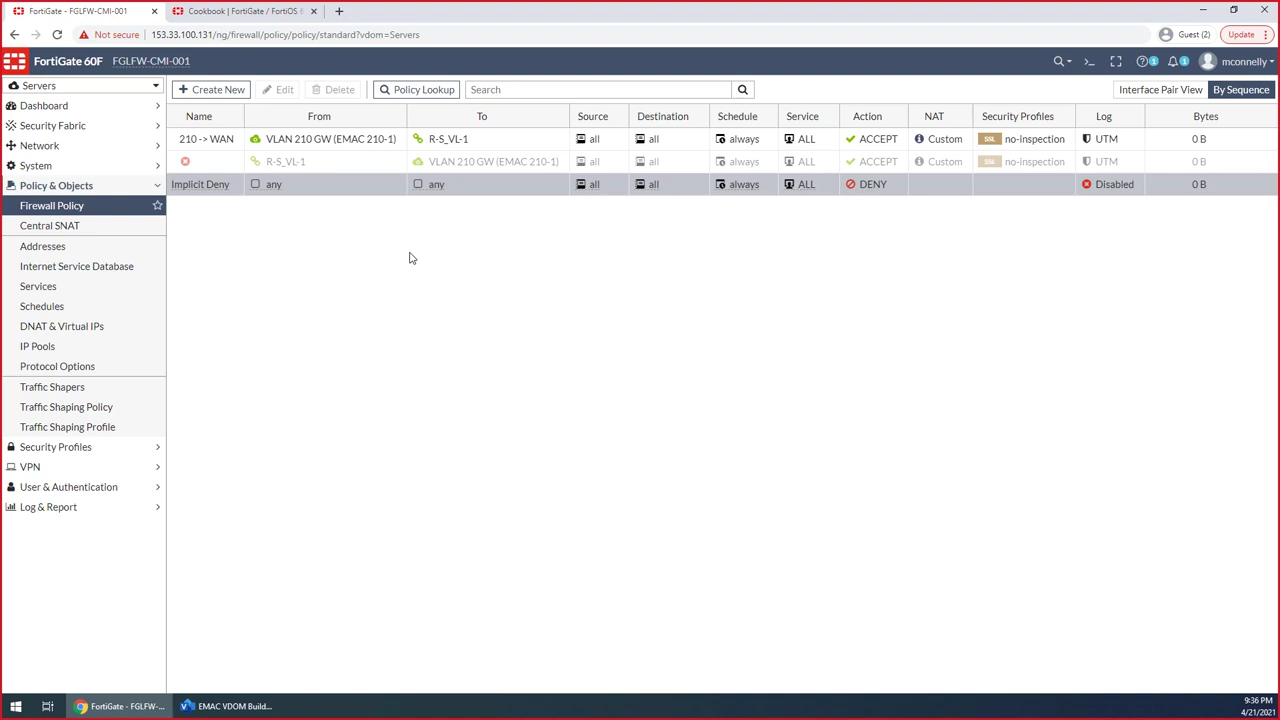 FortiGate - FGLFW-CMI-001
Cookbook | FortiGate / FortiOS 6
Not secure
153.33.100.131/ng/firewall/policy/policy/standard?vdom=Servers
Guest (2)
Update
FortiGate 60F
FGLFW-CMI-001
1
1
mconnelly
Servers
Create New
Edit
Delete
Policy Lookup
Search
Interface Pair View
By Sequence
Dashboard
Security Fabric
Network
System
Policy & Objects
Firewall Policy
Central SNAT
Addresses
Internet Service Database
Services
Schedules
DNAT & Virtual IPs
IP Pools
Protocol Options
Traffic Shapers
Traffic Shaping Policy
Traffic Shaping Profile
Security Profiles
VPN
User & Authentication
Log & Report
Name From To Source Destination Schedule Service Action NAT Security Profiles Log Bytes
210 -> WAN VLAN 210 GW (EMAC 210-1) R-S_VL-1 all all always ALL ACCEPT Custom SSL no-inspection UTM 0 B
R-S_VL-1 VLAN 210 GW (EMAC 210-1) all all always ALL ACCEPT Custom SSL no-inspection UTM 0 B
Implicit Deny any any all all always ALL DENY Disabled 0 B
FortiGate - FGLFW-...
EMAC VDOM Build...
9:36 PM
4/21/2021